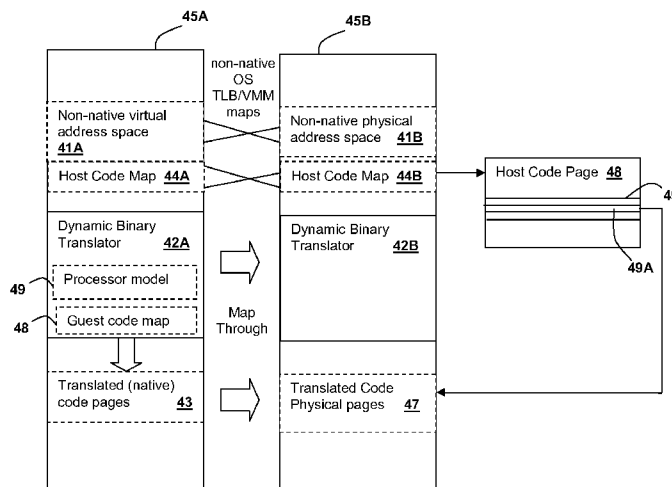 45A
45B
non-native
OS
TLB/VMM
maps
Non-native virtual
address space
41A
Non-native physical
address space 41B
Host Code Map 44A
Host Code Map 44B
Host Code Page 48
49A
Dynamic Binary
Translator 42A
Dynamic Binary
Translator 42B
49
Processor model
48
Guest code map
Map
Through
Translated (native)
code pages 43
Translated Code
Physical pages 47